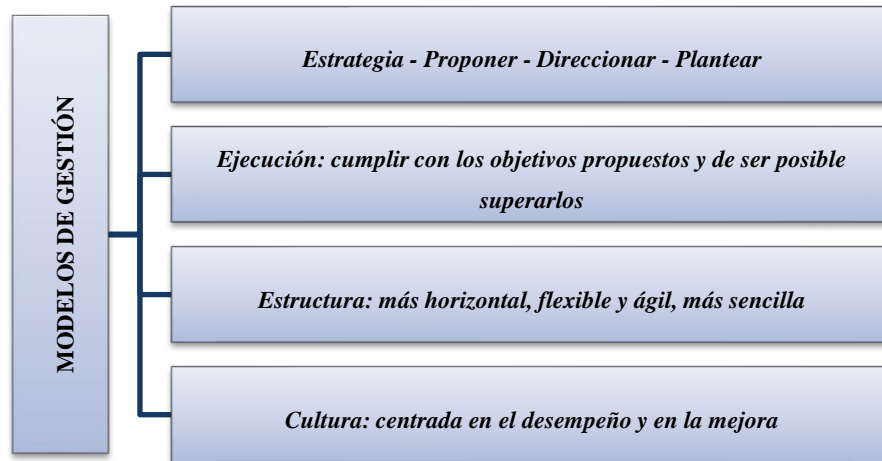 MODELOS DE GESTIÓN
Estrategia - Proponer - Direccionar - Plantear
Ejecución: cumplir con los objetivos propuestos y de ser posible
superarlos
Estructura: más horizontal, flexible y ágil, más sencilla
Cultura: centrada en el desempeño y en la mejora